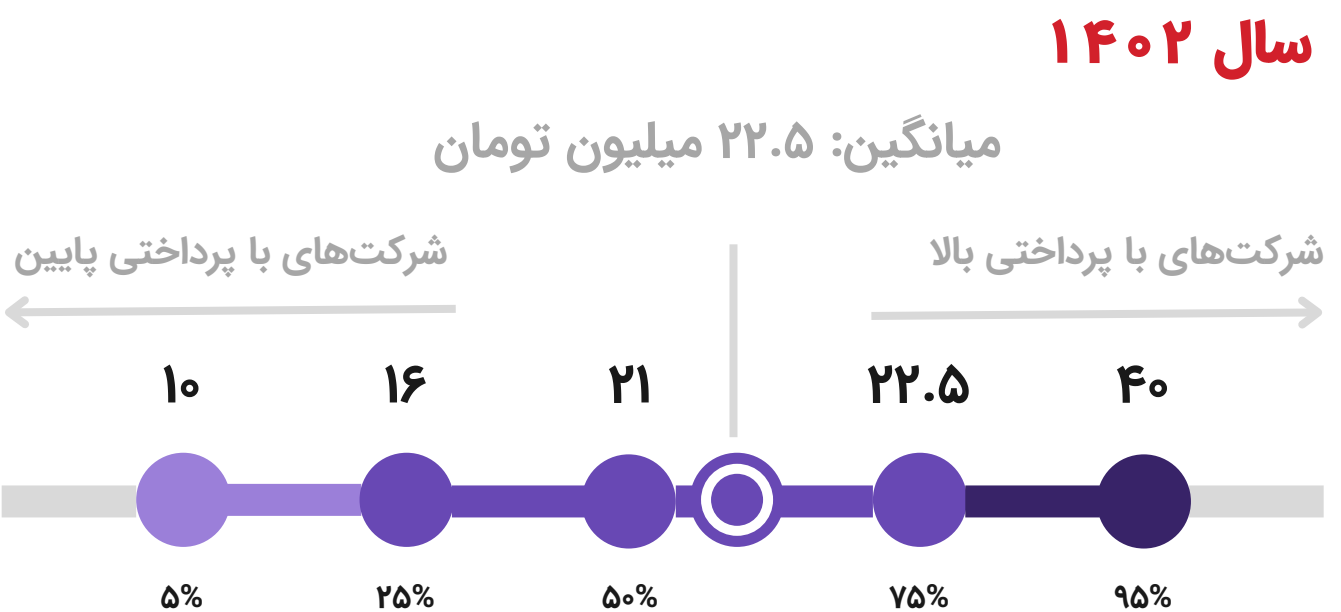 سال ۱۴۰۲
میانگین: ۲۲.۵ میلیون تومان
شرکت‌های با پرداختی بالا
شرکت‌های با پرداختی پایین
۱۰ ۱۶ ۲۱ ۲۲.۵ ۴۰
۵% ۲۵% ۵۰% ۷۵% ۹۵%